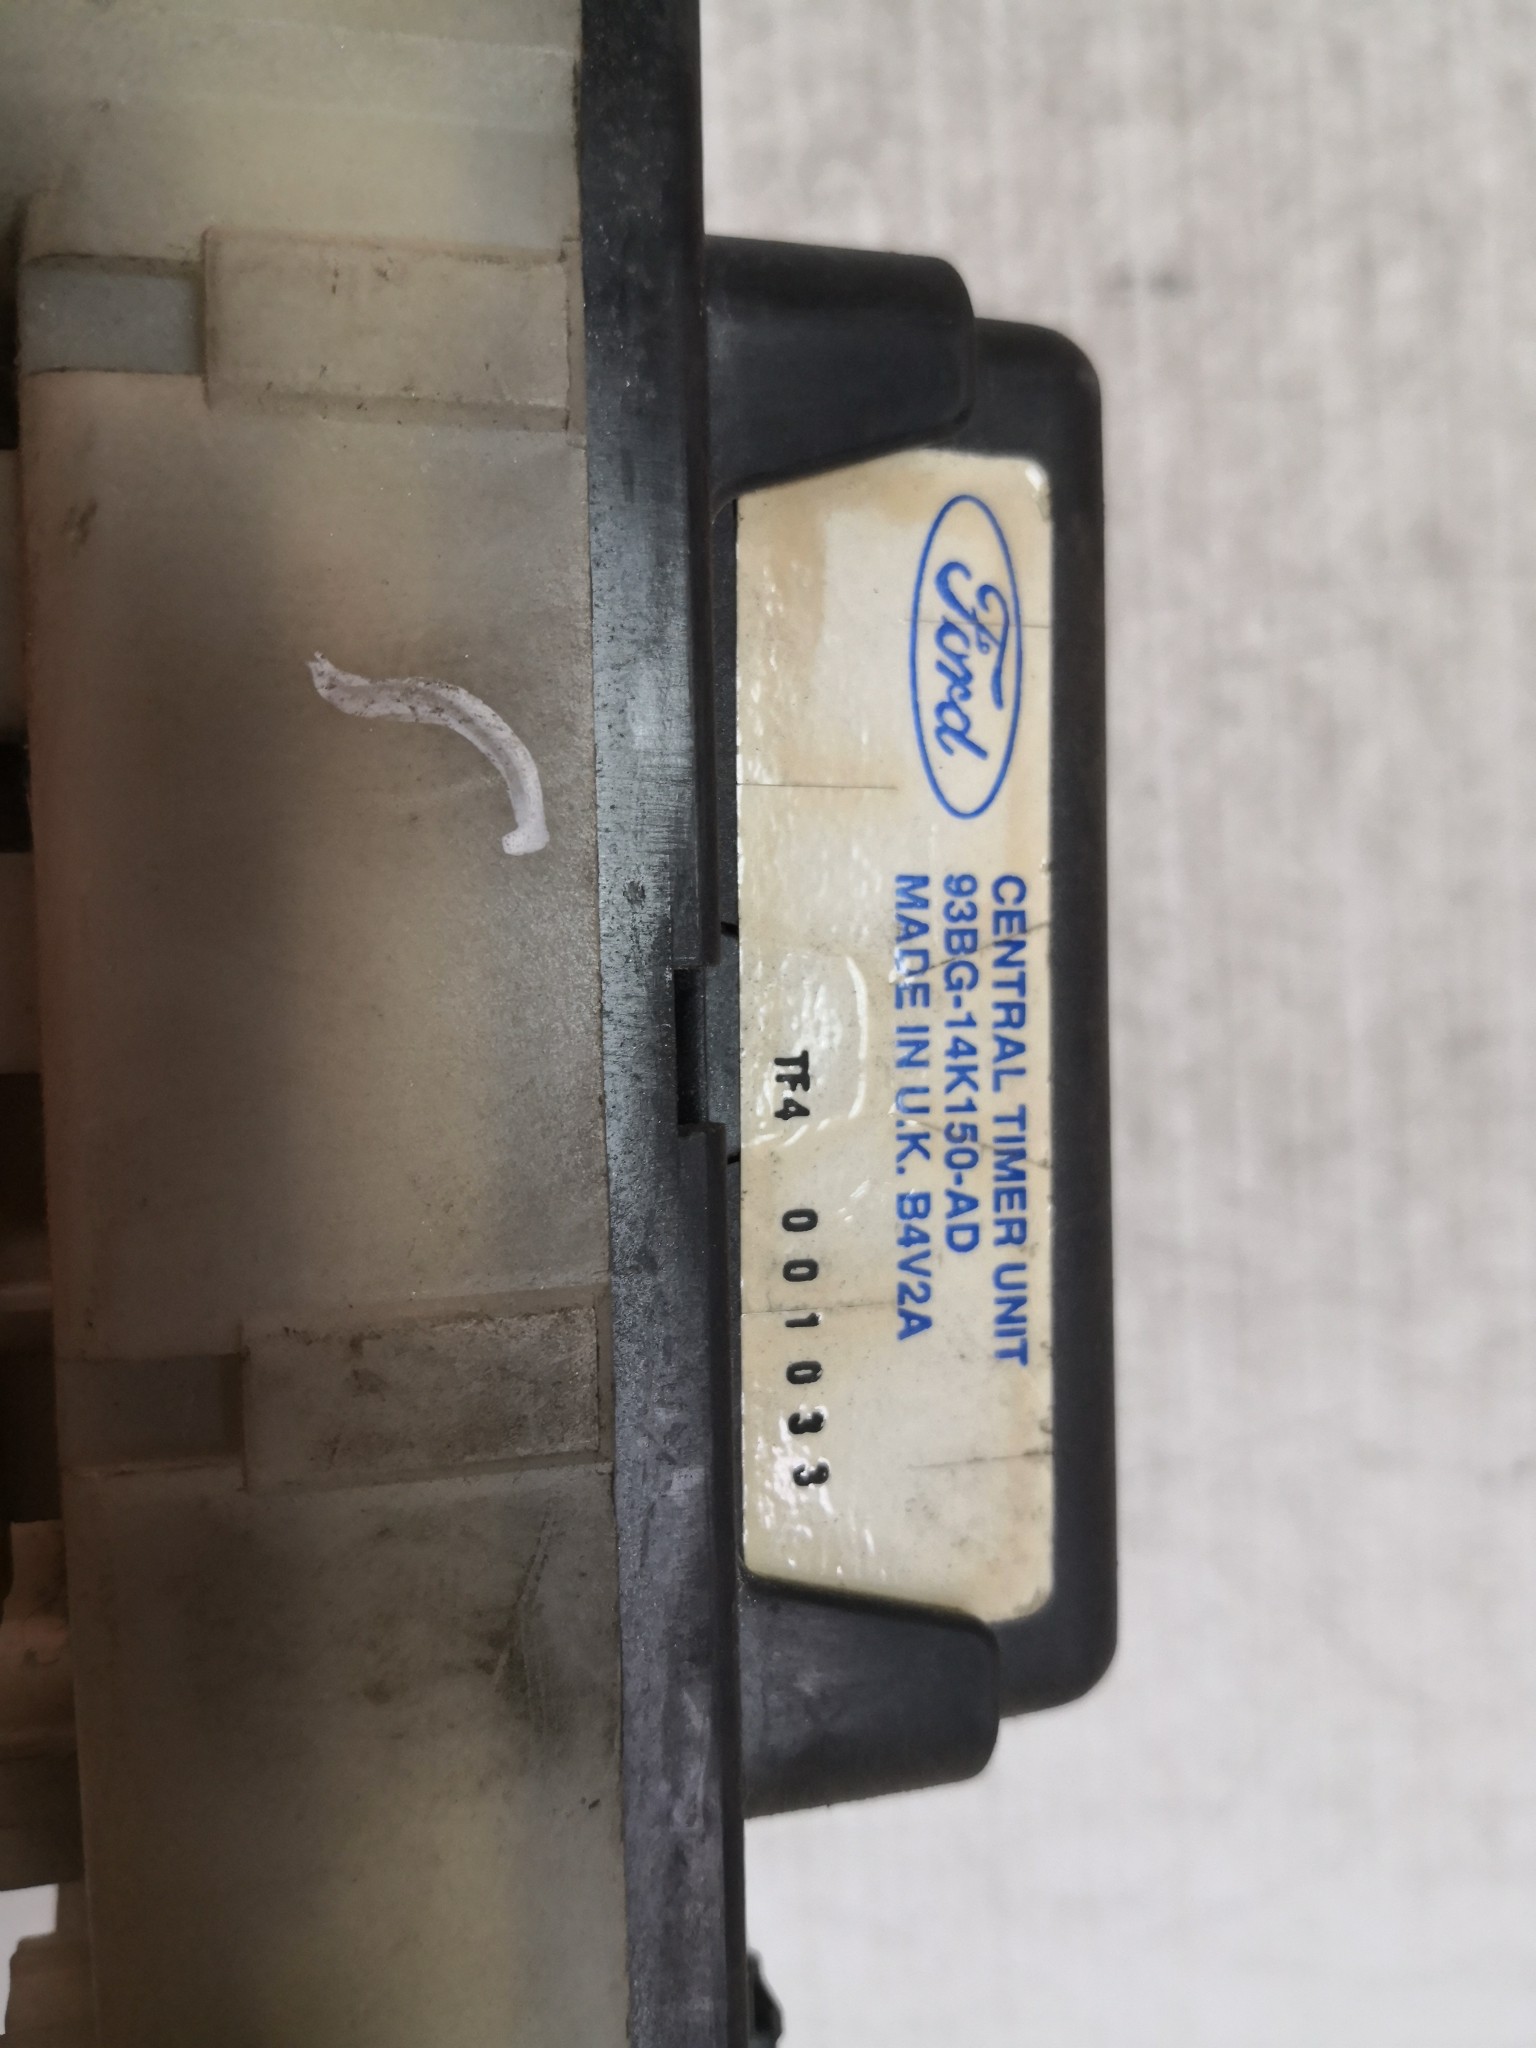 Ford
CENTRAL TIMER UNIT
93BG-14K150-AD
MADE IN U.K. B4V2A
TF4 001033